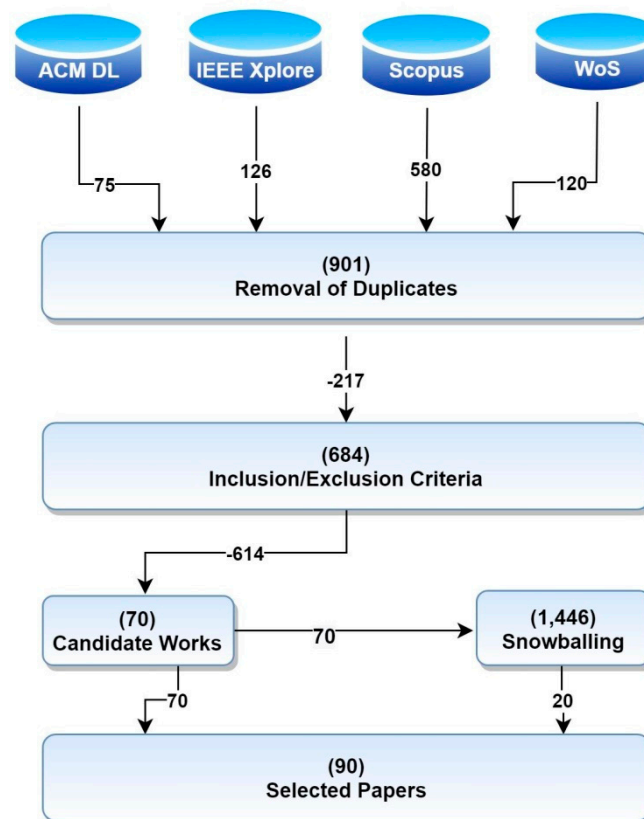 ACM DL
IEEE Xplore
Scopus
WoS
75
126
580
120
(901)
Removal of Duplicates
-217
(684)
Inclusion/Exclusion Criteria
-614
(70)
Candidate Works
70
(1,446)
Snowballing
70
20
(90)
Selected Papers